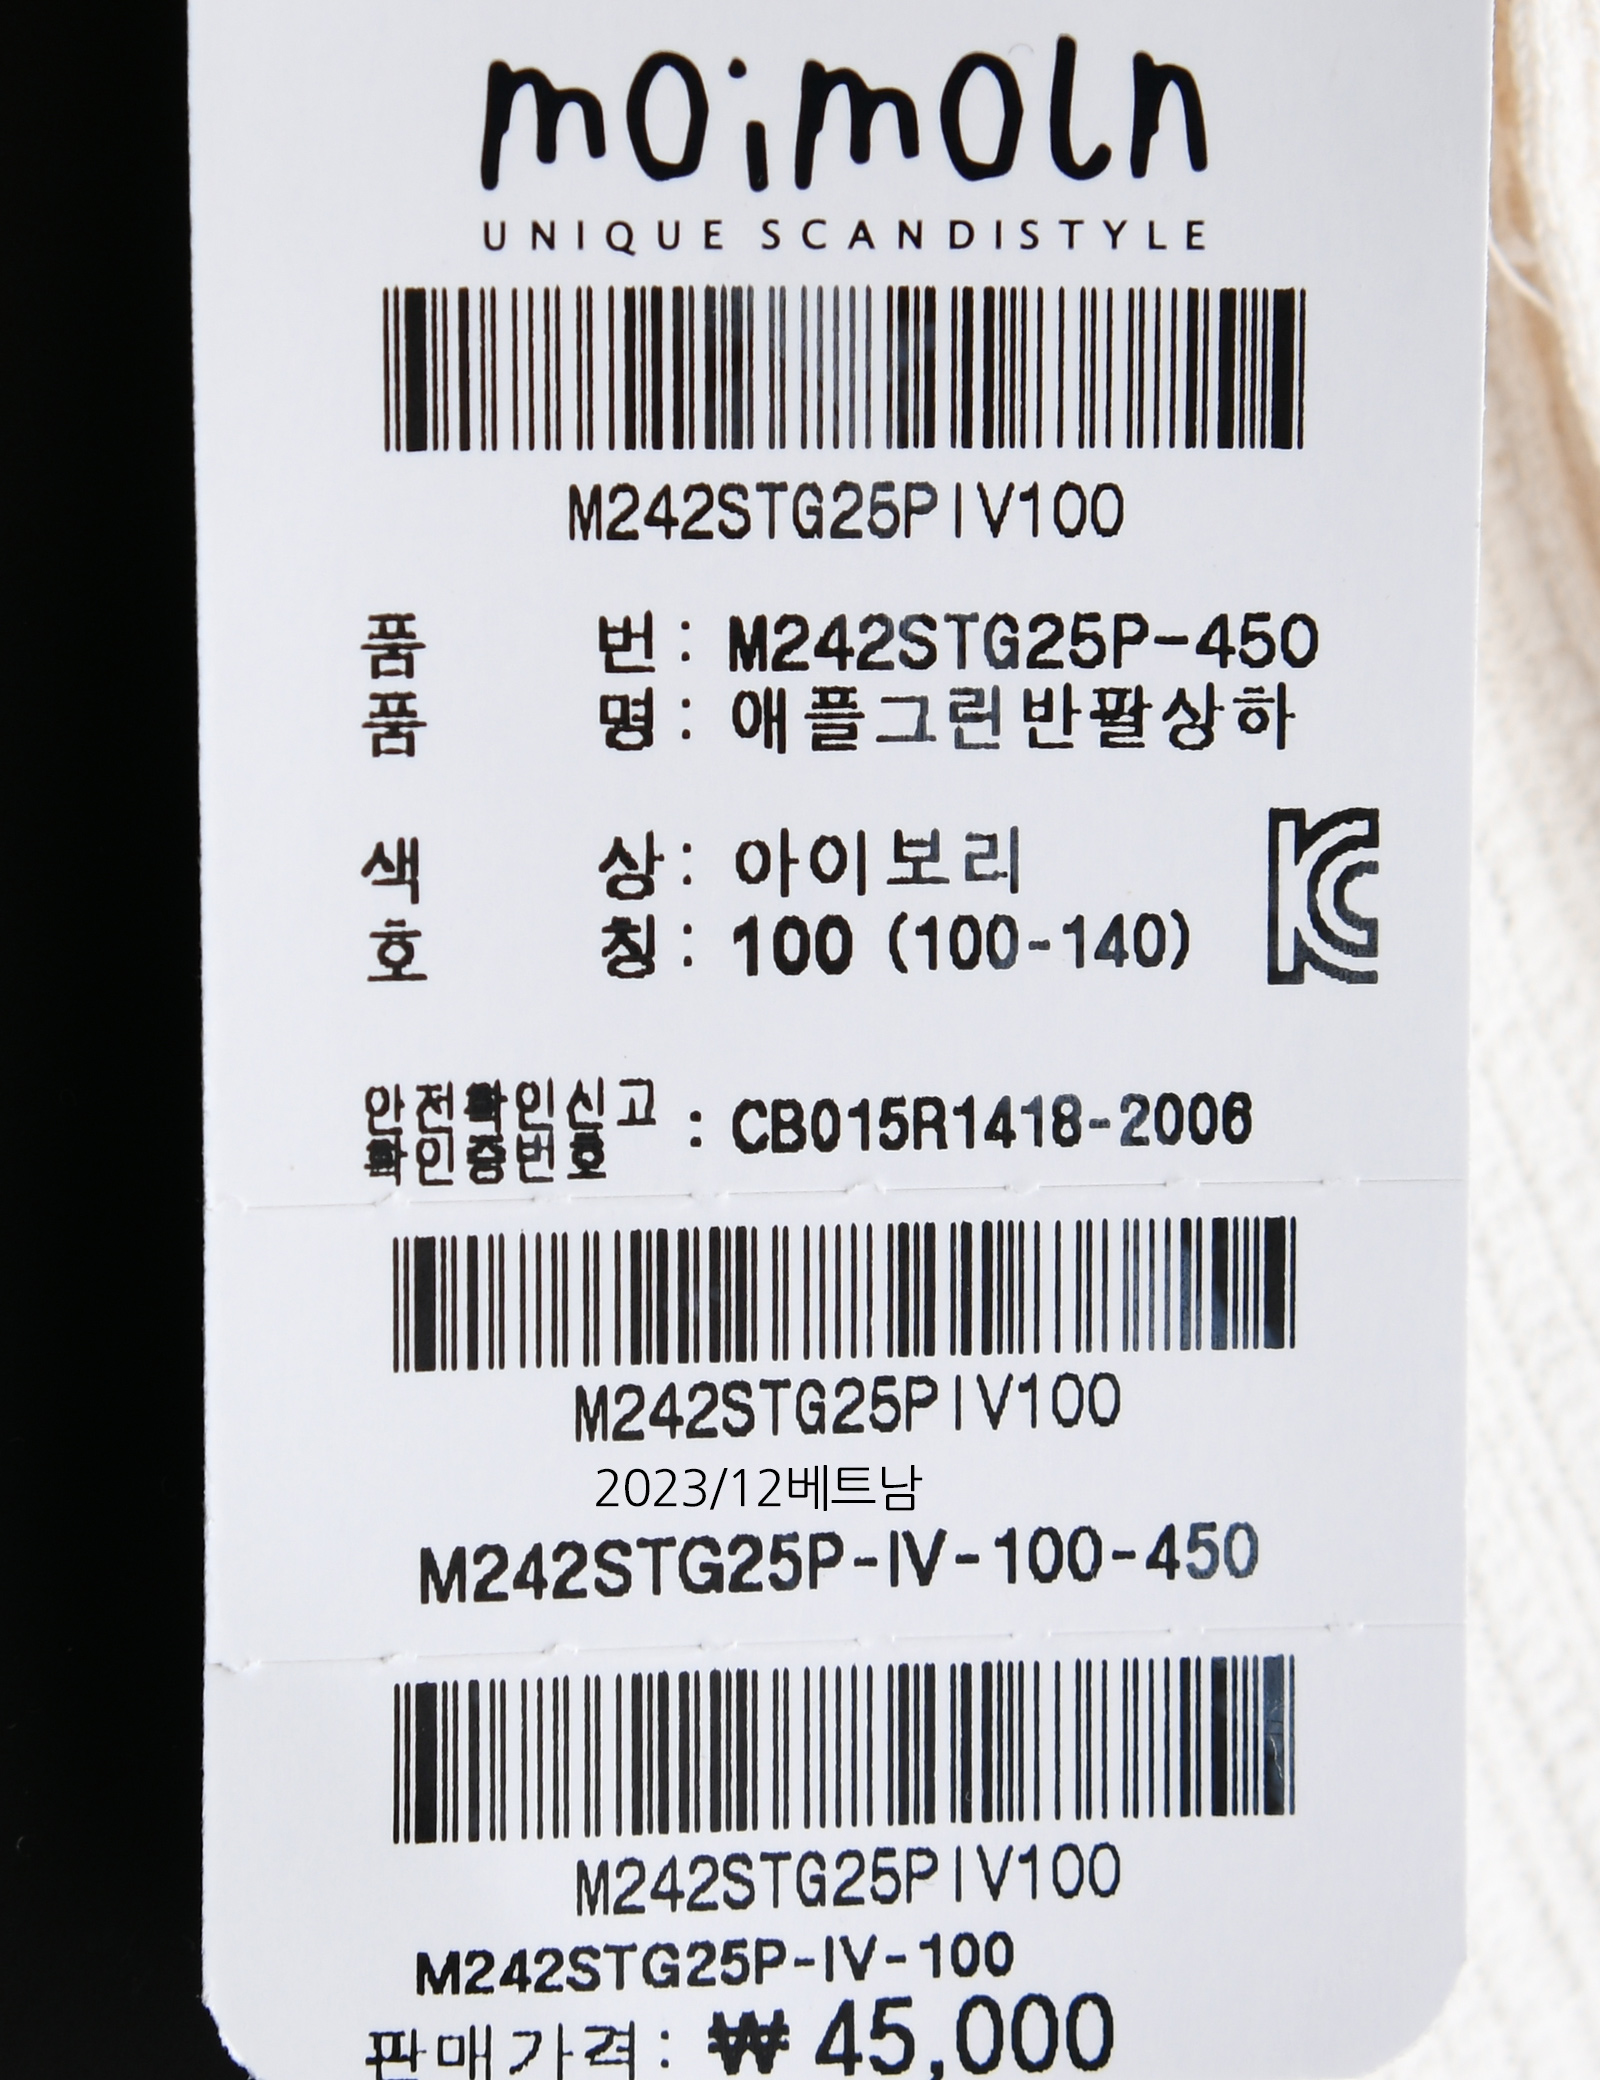 moimoln
UNIQUE SCANDISTYLE
M242STG25PIV100
품 번 : M242STG25P-450
품 명 : 애플그린반팔상하
색 상 : 아이보리
호 칭 : 100 (100-140)
KC
안전확인신고
확인증번호 : CB015R1418-2006
M242STG25PIV100
2023/12베트남
M242STG25P-IV-100-450
M242STG25PIV100
M242STG25P-IV-100
판매가격 : ₩ 45,000